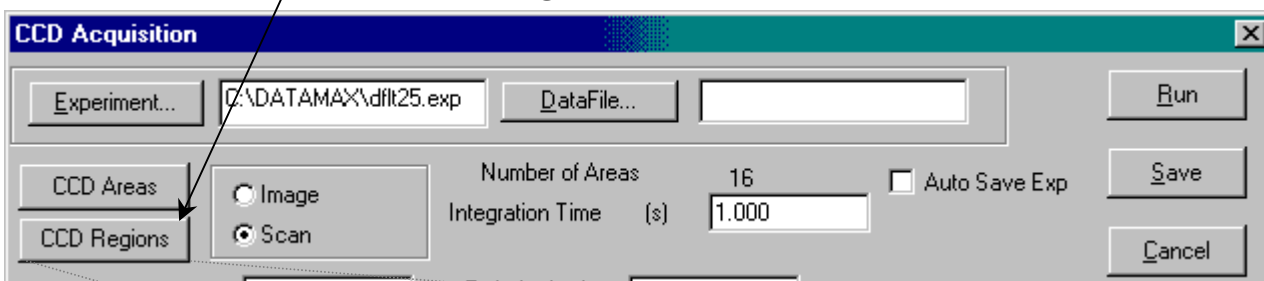 CCD Acquisition
Experiment... C:\DATAMAX\dflt25.exp DataFile... Run
CCD Areas Image Number of Areas 16 Auto Save Exp Save
CCD Regions Scan Integration Time (s) 1.000 Cancel